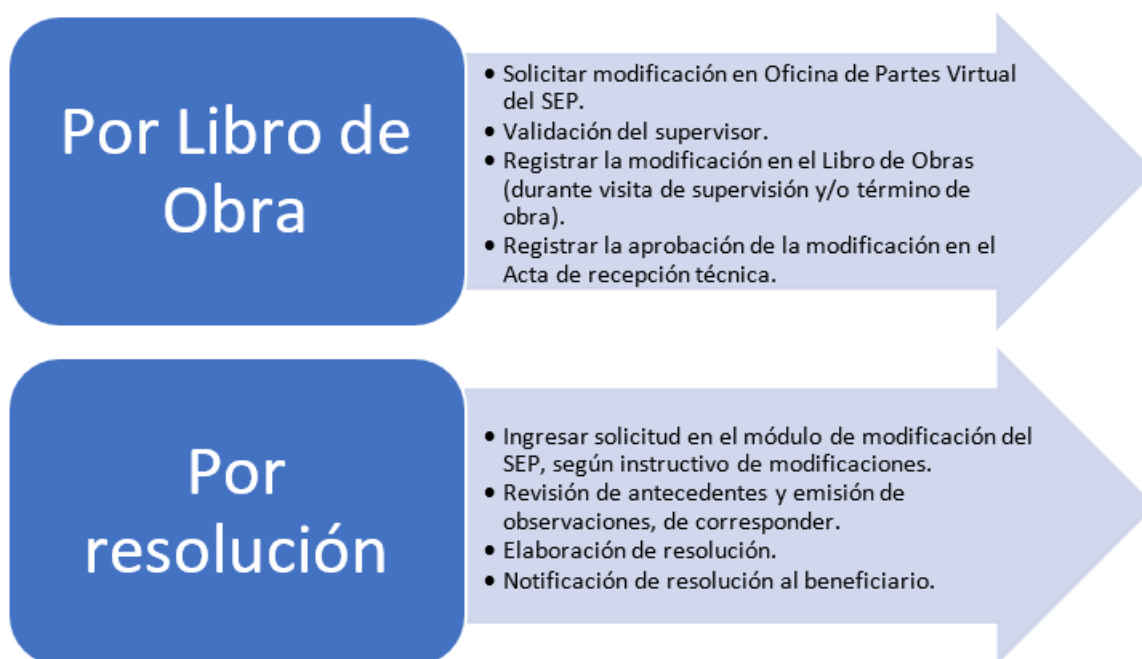 Por Libro de
Obra
• Solicitar modificación en Oficina de Partes Virtual
del SEP.
• Validación del supervisor.
• Registrar la modificación en el Libro de Obras
(durante visita de supervisión y/o término de
obra).
• Registrar la aprobación de la modificación en el
Acta de recepción técnica.
Por
resolución
• Ingresar solicitud en el módulo de modificación del
SEP, según instructivo de modificaciones.
• Revisión de antecedentes y emisión de
observaciones, de corresponder.
• Elaboración de resolución.
• Notificación de resolución al beneficiario.